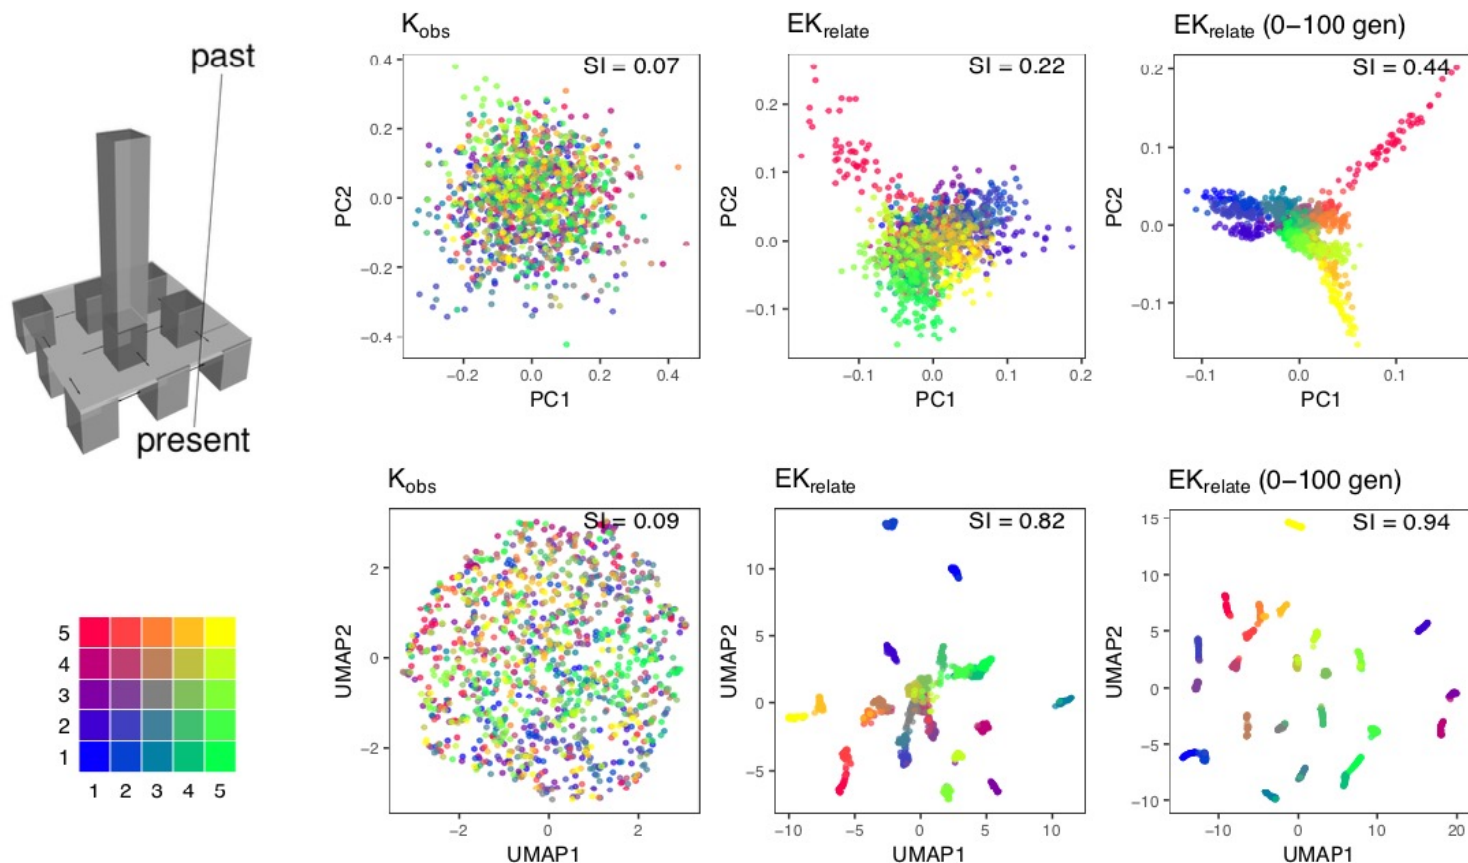 past
present
K_obs
SI = 0.07
PC2
0.4
0.2
0.0
−0.2
−0.4
−0.2 0.0 0.2 0.4
PC1
EK_relate
SI = 0.22
PC2
0.2
0.1
0.0
−0.1
−0.1 0.0 0.1 0.2
PC1
EK_relate (0−100 gen)
SI = 0.44
PC2
0.2
0.1
0.0
−0.1
−0.1 0.0 0.1
PC1
5
4
3
2
1
1 2 3 4 5
K_obs
SI = 0.09
UMAP2
2
0
−2
−2 0 2
UMAP1
EK_relate
SI = 0.82
UMAP2
10
5
0
−5
−10 −5 0 5 10
UMAP1
EK_relate (0−100 gen)
SI = 0.94
UMAP2
15
10
5
0
−5
−10
−10 0 10 20
UMAP1